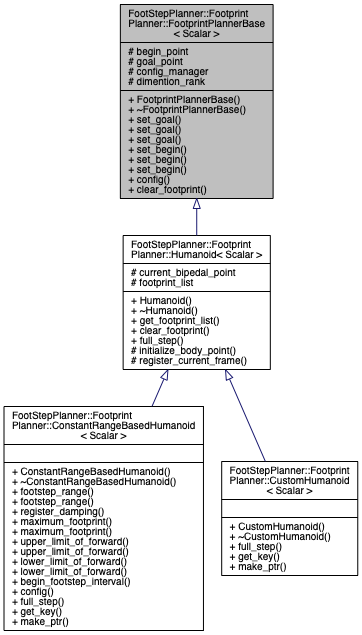 FootStepPlanner::Footprint
Planner::FootprintPlannerBase
< Scalar >
# begin_point
# goal_point
# config_manager
# dimention_rank
+ FootprintPlannerBase()
+ ~FootprintPlannerBase()
+ set_goal()
+ set_goal()
+ set_goal()
+ set_begin()
+ set_begin()
+ set_begin()
+ config()
+ clear_footprint()
FootStepPlanner::Footprint
Planner::Humanoid< Scalar >
# current_bipedal_point
# footprint_list
+ Humanoid()
+ ~Humanoid()
+ get_footprint_list()
+ clear_footprint()
+ full_step()
# initialize_body_point()
# register_current_frame()
FootStepPlanner::Footprint
Planner::ConstantRangeBasedHumanoid
< Scalar >
+ ConstantRangeBasedHumanoid()
+ ~ConstantRangeBasedHumanoid()
+ footstep_range()
+ footstep_range()
+ register_damping()
+ maximum_footprint()
+ maximum_footprint()
+ upper_limit_of_forward()
+ upper_limit_of_forward()
+ lower_limit_of_forward()
+ lower_limit_of_forward()
+ begin_footstep_interval()
+ config()
+ full_step()
+ get_key()
+ make_ptr()
FootStepPlanner::Footprint
Planner::CustomHumanoid
< Scalar >
+ CustomHumanoid()
+ ~CustomHumanoid()
+ full_step()
+ get_key()
+ make_ptr()